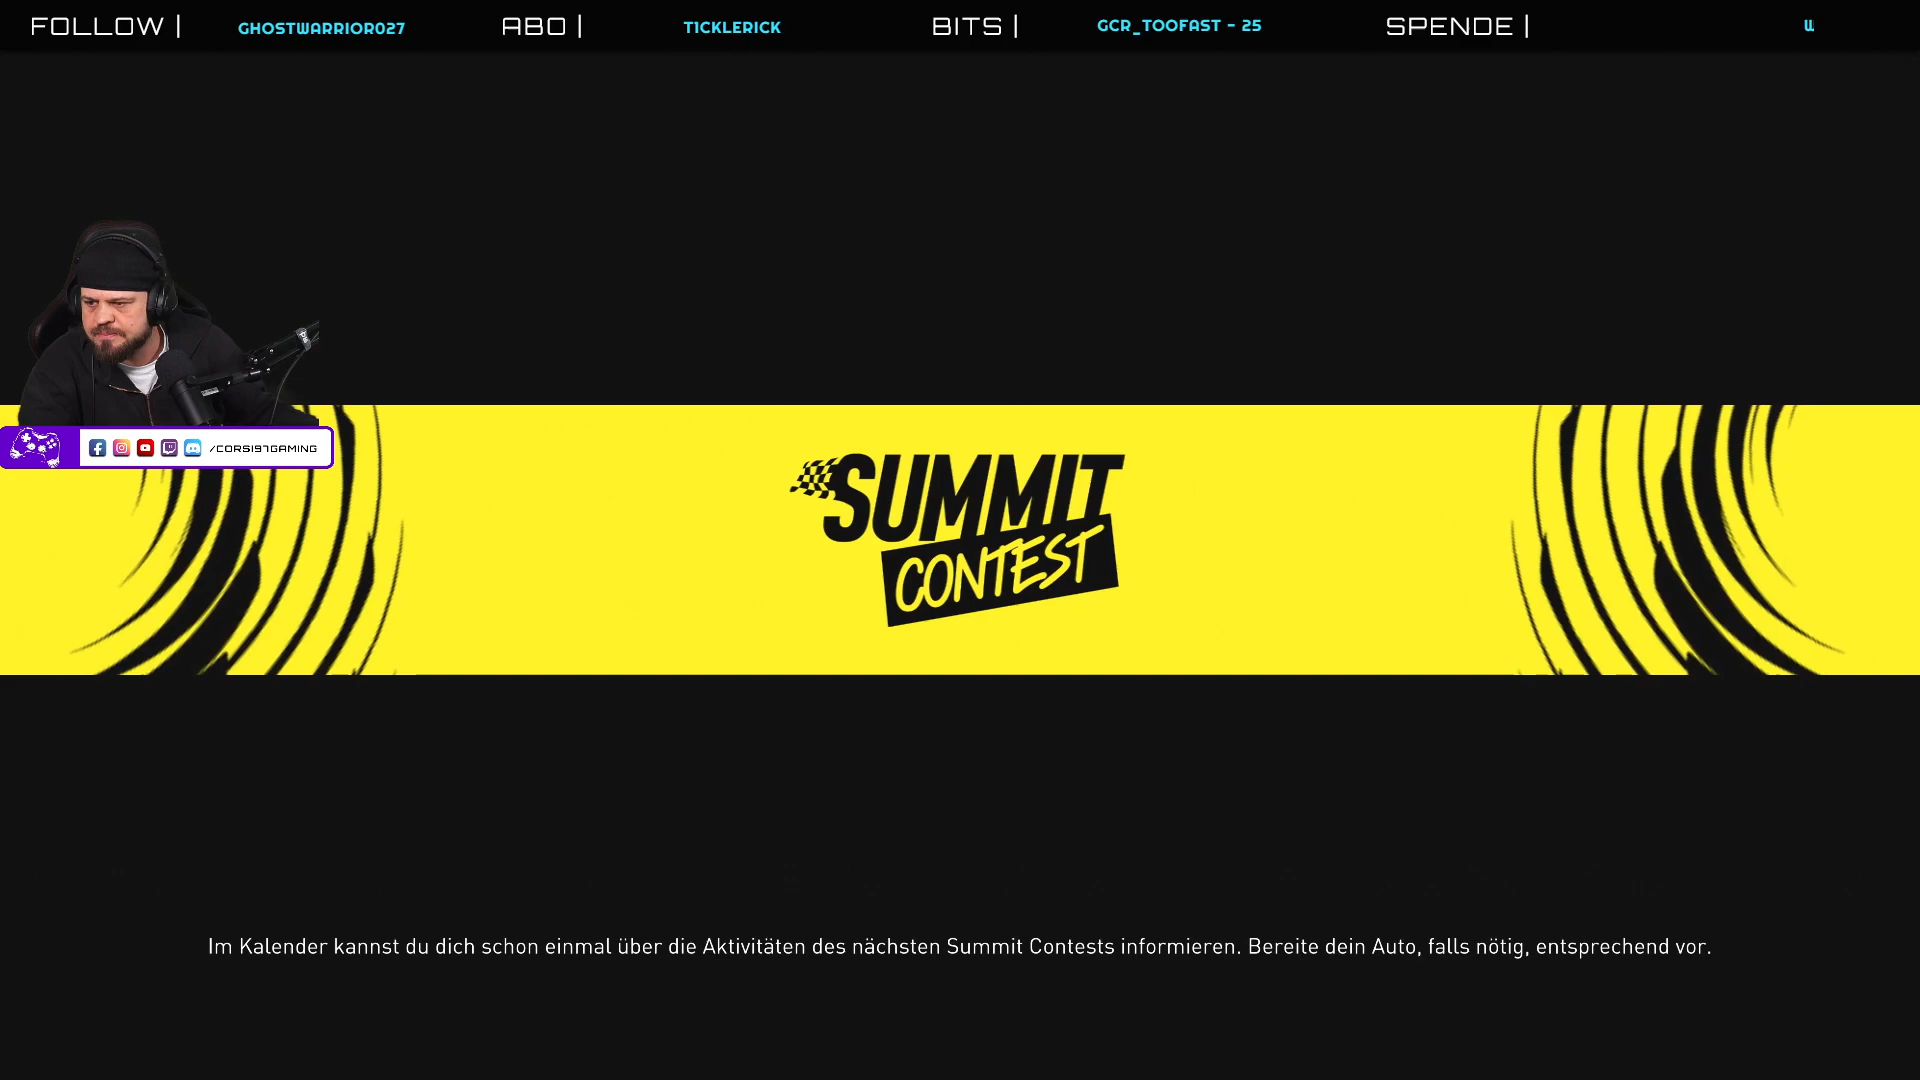 FOLLOW |
GHOSTWARRIOR027
ABO |
T1CKLERICK
BITS |
GCR_TOOFAST - 25
SPENDE |
/CORSI97GAMING
SUMMIT
CONTEST
Im Kalender kannst du dich schon einmal über die Aktivitäten des nächsten Summit Contests informieren. Bereite dein Auto, falls nötig, entsprechend vor.